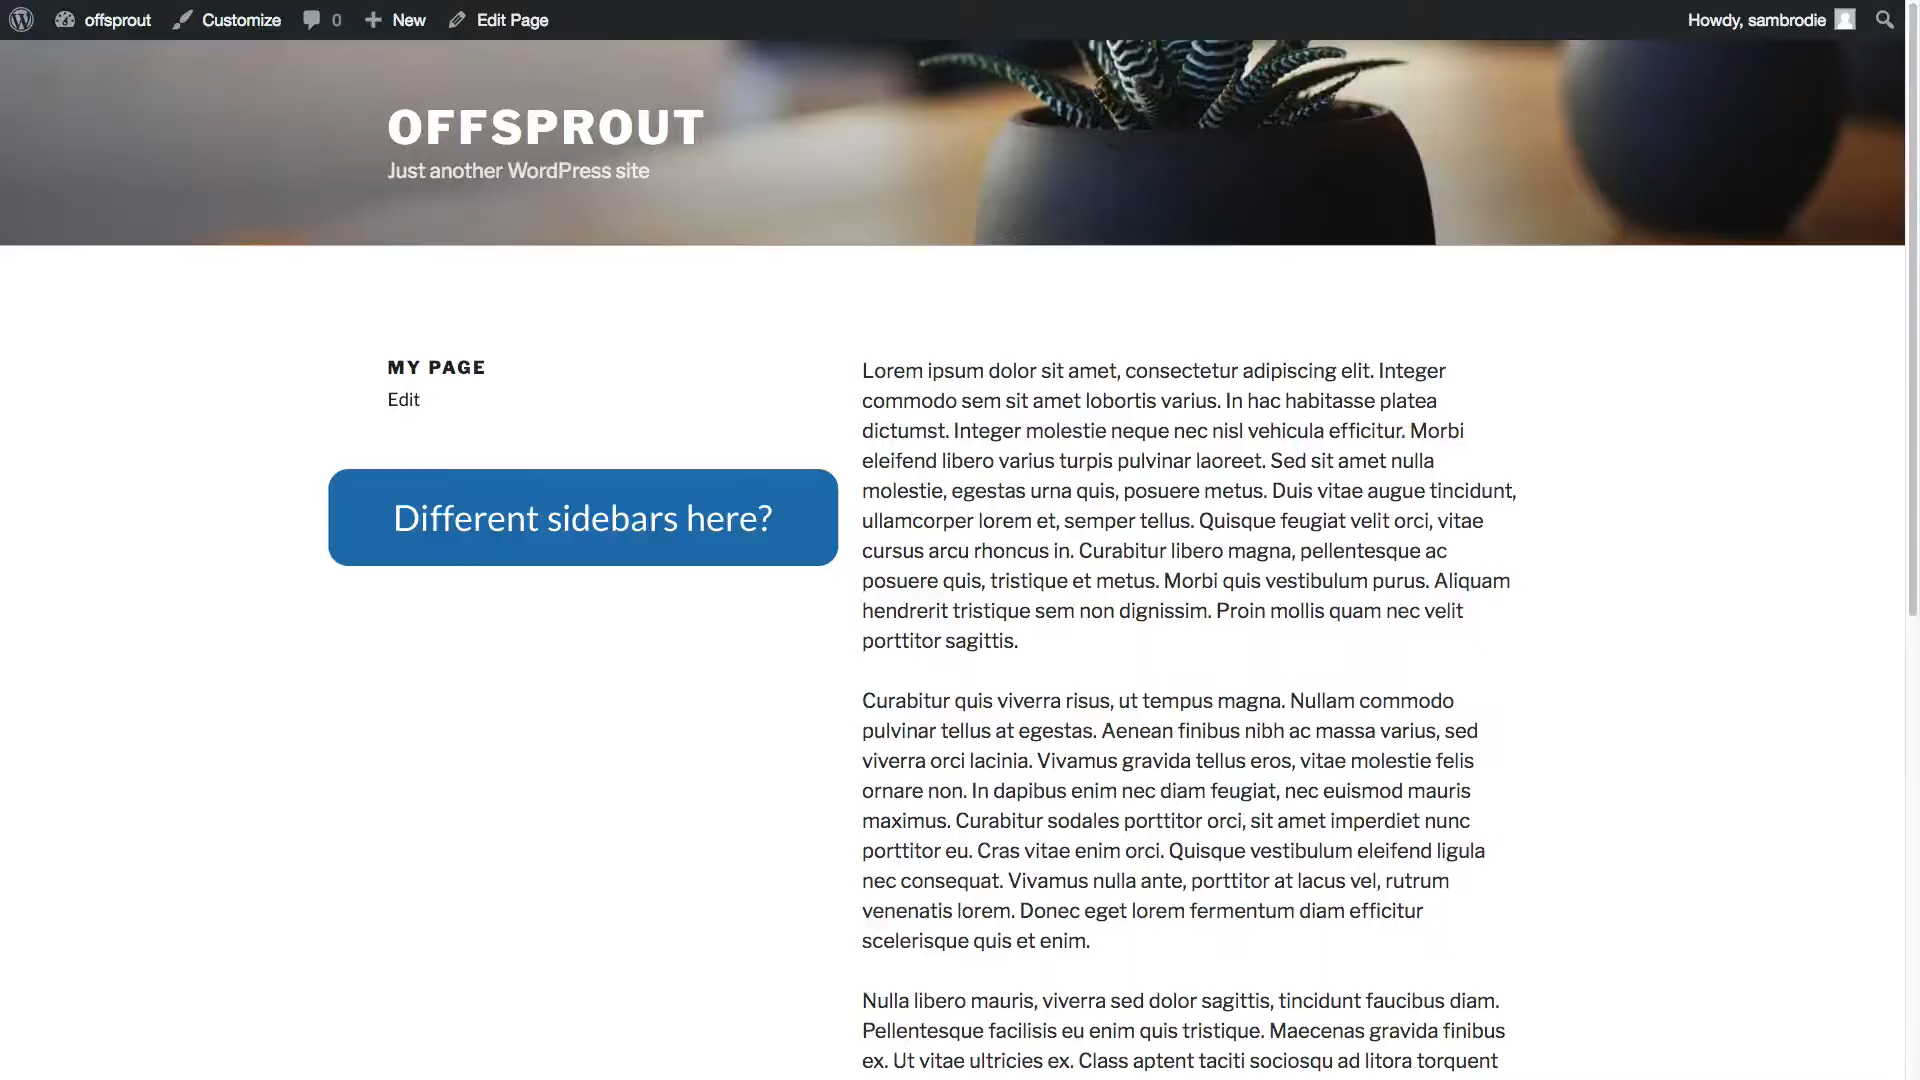 offsprout Customize 0 New Edit Page Howdy, sambrodie
OFFSPROUT
Just another WordPress site
MY PAGE
Edit
Different sidebars here?
Lorem ipsum dolor sit amet, consectetur adipiscing elit. Integer
commodo sem sit amet lobortis varius. In hac habitasse platea
dictumst. Integer molestie neque nec nisl vehicula efficitur. Morbi
eleifend libero varius turpis pulvinar laoreet. Sed sit amet nulla
molestie, egestas urna quis, posuere metus. Duis vitae augue tincidunt,
ullamcorper lorem et, semper tellus. Quisque feugiat velit orci, vitae
cursus arcu rhoncus in. Curabitur libero magna, pellentesque ac
posuere quis, tristique et metus. Morbi quis vestibulum purus. Aliquam
hendrerit tristique sem non dignissim. Proin mollis quam nec velit
porttitor sagittis.
Curabitur quis viverra risus, ut tempus magna. Nullam commodo
pulvinar tellus at egestas. Aenean finibus nibh ac massa varius, sed
viverra orci lacinia. Vivamus gravida tellus eros, vitae molestie felis
ornare non. In dapibus enim nec diam feugiat, nec euismod mauris
maximus. Curabitur sodales porttitor orci, sit amet imperdiet nunc
porttitor eu. Cras vitae enim orci. Quisque vestibulum eleifend ligula
nec consequat. Vivamus nulla ante, porttitor at lacus vel, rutrum
venenatis lorem. Donec eget lorem fermentum diam efficitur
scelerisque quis et enim.
Nulla libero mauris, viverra sed dolor sagittis, tincidunt faucibus diam.
Pellentesque facilisis eu enim quis tristique. Maecenas gravida finibus
ex. Ut vitae ultricies ex. Class aptent taciti sociosqu ad litora torquent